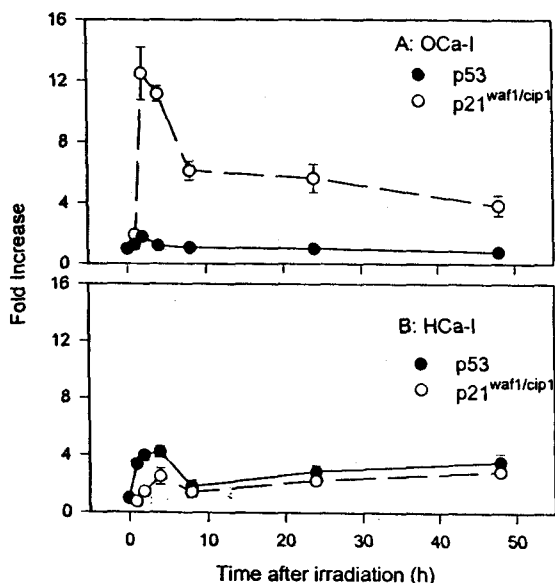 16
12
8
4
0
A: OCa-I
p53
p21waf1/cip1
Fold Increase
16
12
8
4
0
B: HCa-I
p53
p21waf1/cip1
0 10 20 30 40 50
Time after irradiation (h)